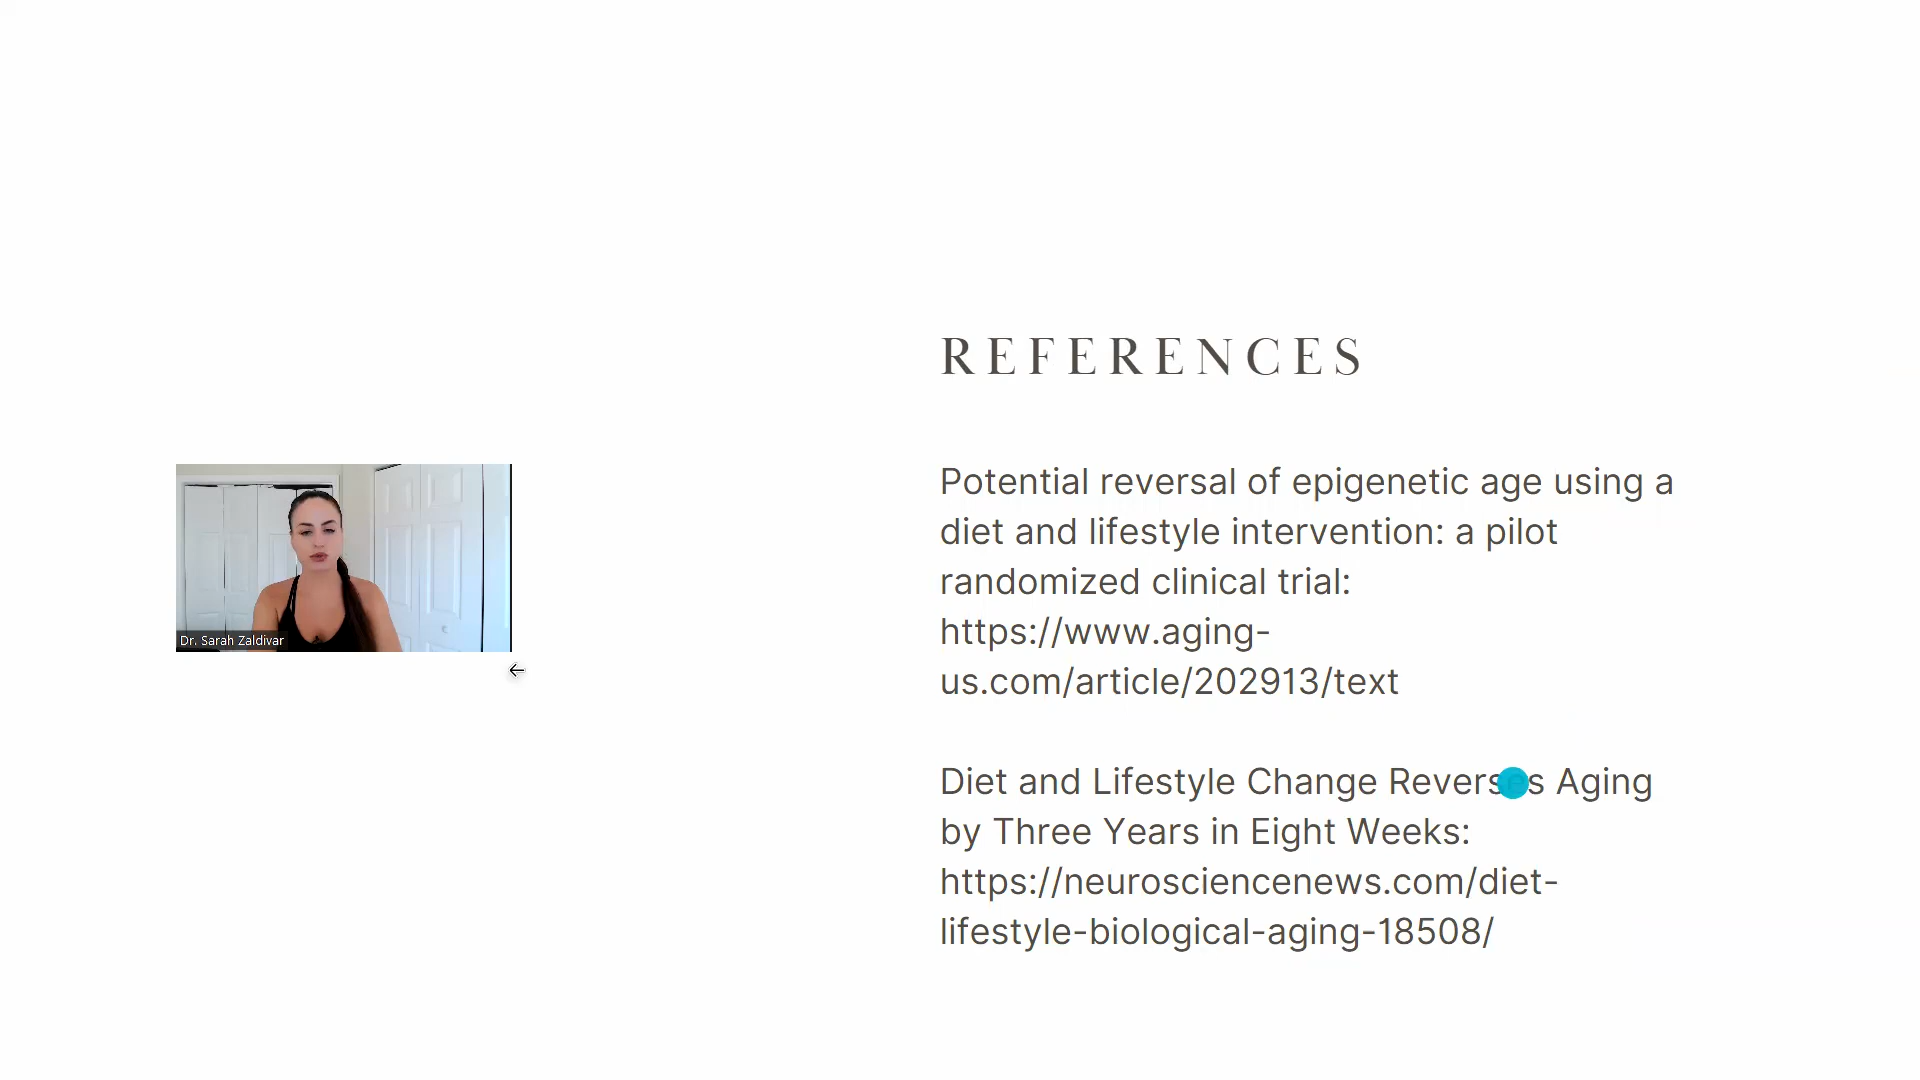 REFERENCES
Potential reversal of epigenetic age using a
diet and lifestyle intervention: a pilot
randomized clinical trial:
https://www.aging-
us.com/article/202913/text
Diet and Lifestyle Change Reverses Aging
by Three Years in Eight Weeks:
https://neurosciencenews.com/diet-
lifestyle-biological-aging-18508/
Dr. Sarah Zaldivar